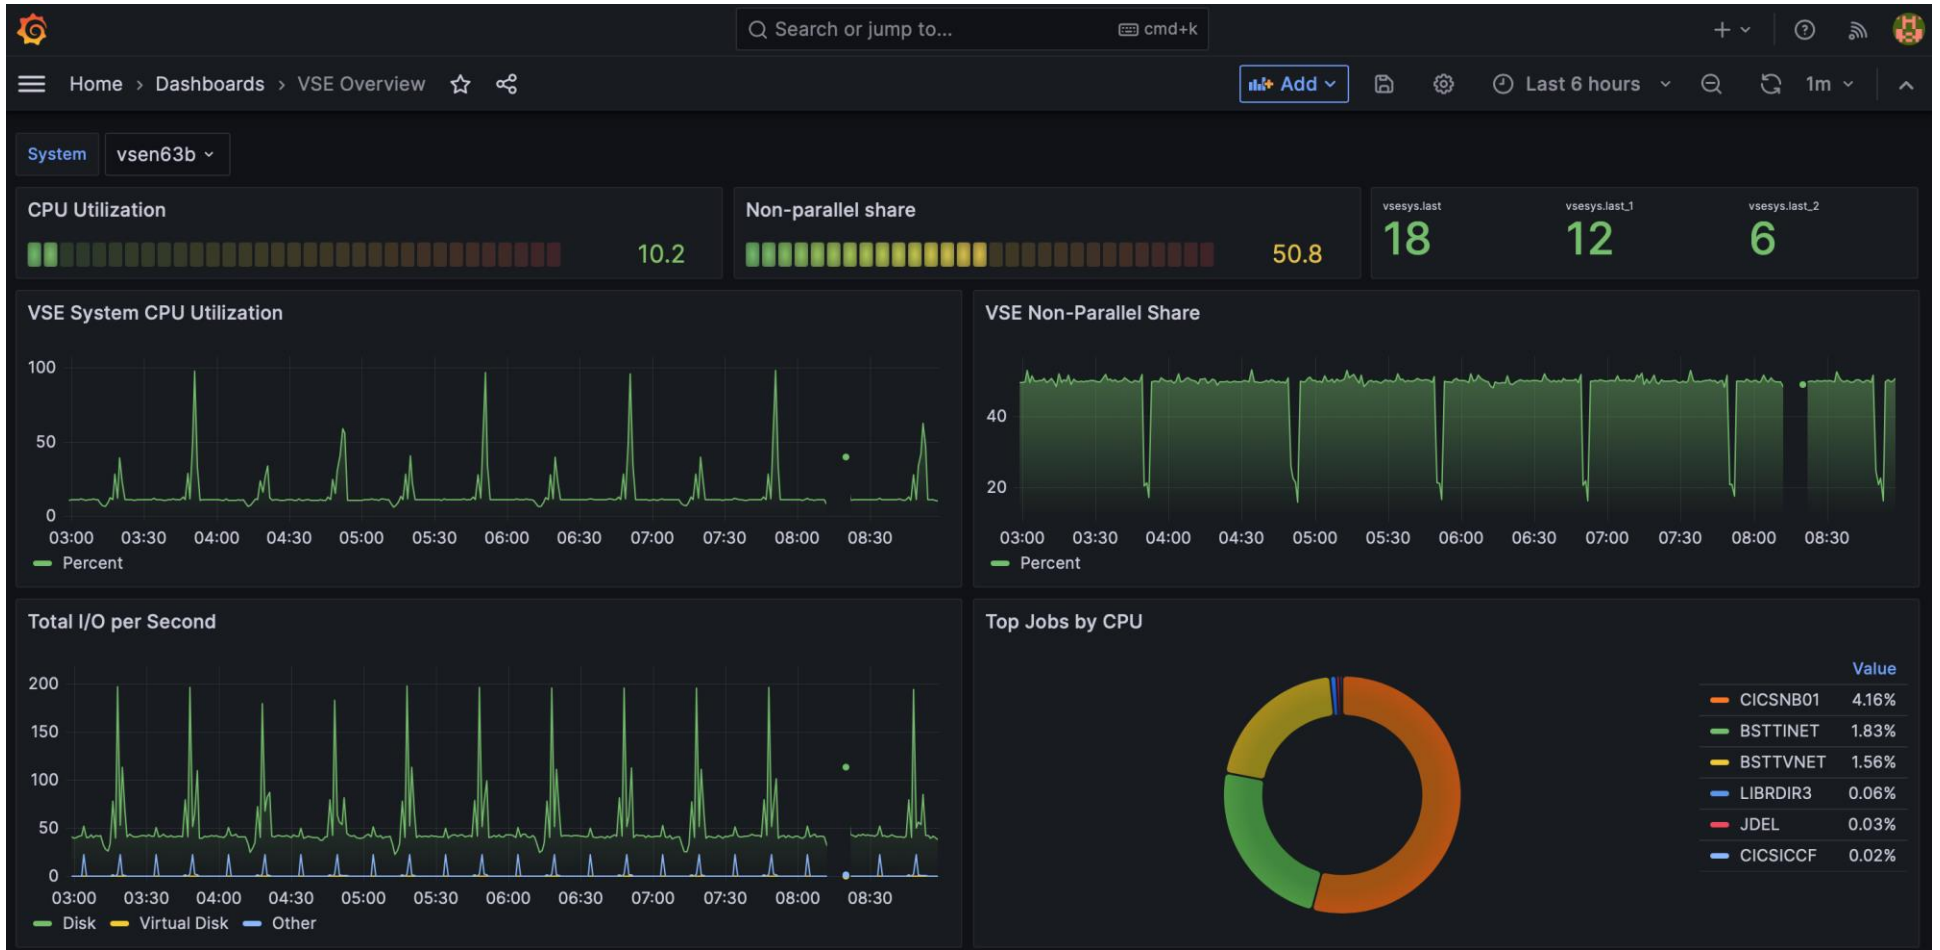 Search or jump to... cmd+k
Home › Dashboards › VSE Overview
Add
Last 6 hours
1m
System vsen63b
CPU Utilization
10.2
Non-parallel share
50.8
vsesys.last vsesys.last_1 vsesys.last_2
18 12 6
VSE System CPU Utilization
100
50
0
03:00 03:30 04:00 04:30 05:00 05:30 06:00 06:30 07:00 07:30 08:00 08:30
Percent
VSE Non-Parallel Share
40
20
03:00 03:30 04:00 04:30 05:00 05:30 06:00 06:30 07:00 07:30 08:00 08:30
Percent
Total I/O per Second
200
150
100
50
0
03:00 03:30 04:00 04:30 05:00 05:30 06:00 06:30 07:00 07:30 08:00 08:30
Disk Virtual Disk Other
Top Jobs by CPU
Value
CICSNB01 4.16%
BSTTINET 1.83%
BSTTVNET 1.56%
LIBRDIR3 0.06%
JDEL 0.03%
CICSICCF 0.02%